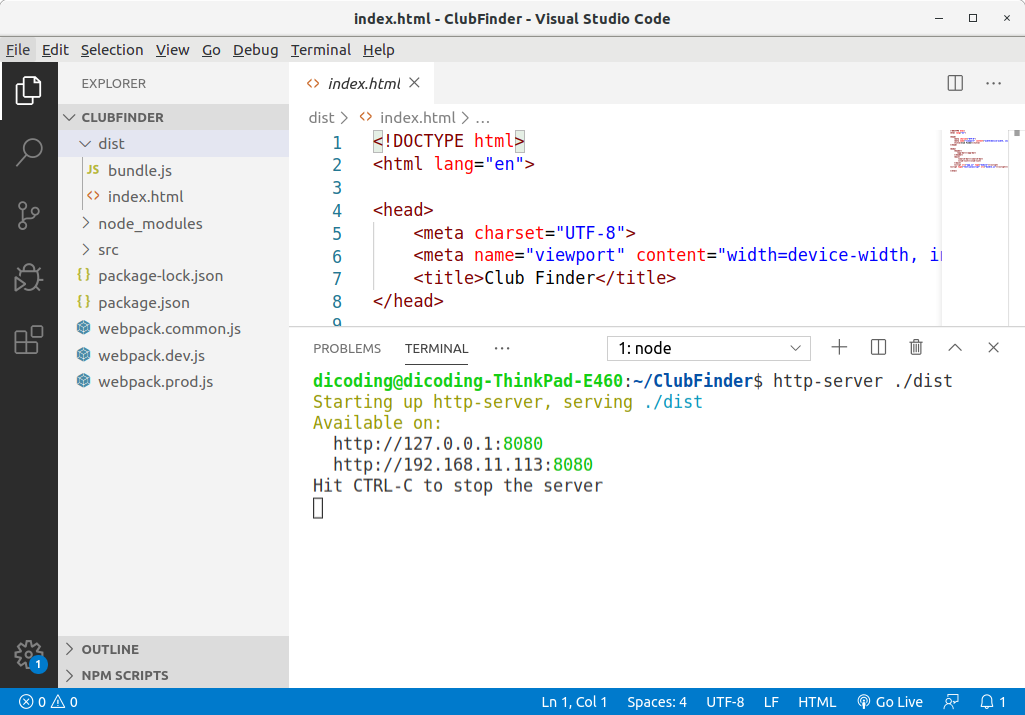 index.html - ClubFinder - Visual Studio Code
File Edit Selection View Go Debug Terminal Help
EXPLORER
CLUBFINDER
dist
JS bundle.js
<> index.html
node_modules
src
{} package-lock.json
{} package.json
webpack.common.js
webpack.dev.js
webpack.prod.js
OUTLINE
NPM SCRIPTS
1
<> index.html
dist > <> index.html > ...
1 <!DOCTYPE html>
2 <html lang="en">
3
4 <head>
5 <meta charset="UTF-8">
6 <meta name="viewport" content="width=device-width, in
7 <title>Club Finder</title>
8 </head>
9
PROBLEMS TERMINAL ... 1: node
dicoding@dicoding-ThinkPad-E460:~/ClubFinder$ http-server ./dist
Starting up http-server, serving ./dist
Available on:
http://127.0.0.1:8080
http://192.168.11.113:8080
Hit CTRL-C to stop the server
0 0 Ln 1, Col 1 Spaces: 4 UTF-8 LF HTML Go Live 1